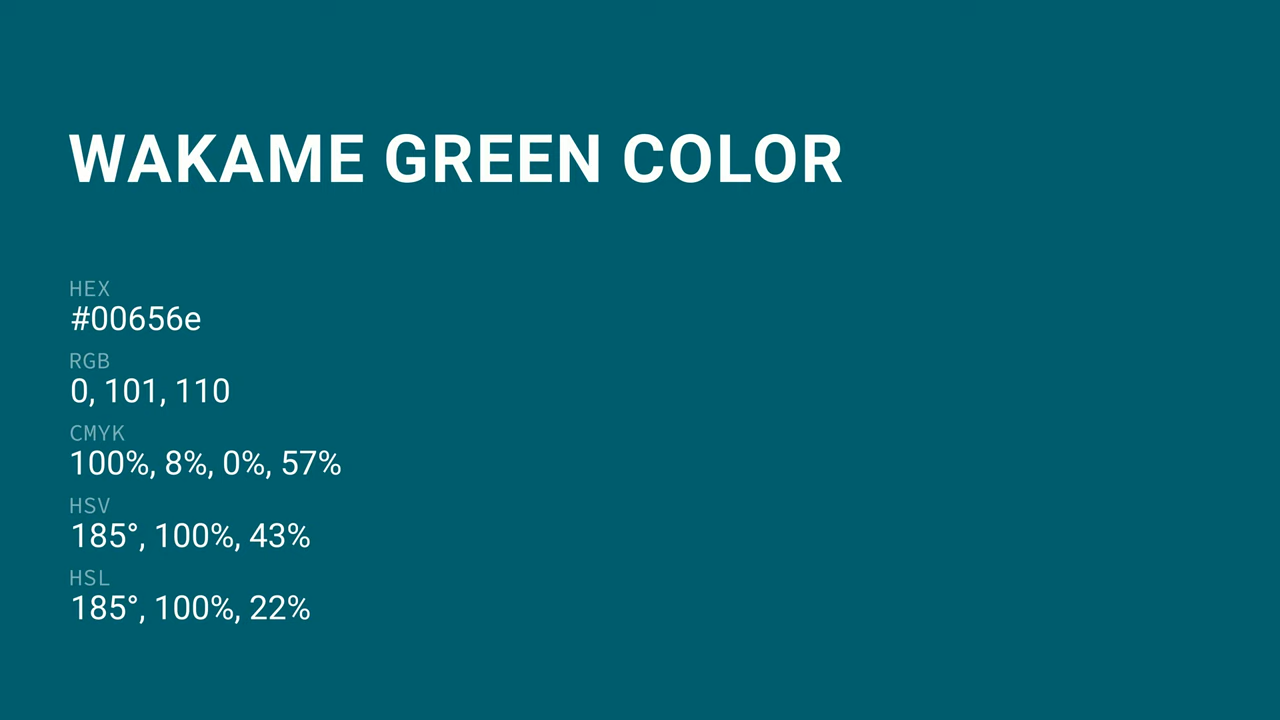 WAKAME GREEN COLOR
HEX
#00656e
RGB
0, 101, 110
CMYK
100%, 8%, 0%, 57%
HSV
185°, 100%, 43%
HSL
185°, 100%, 22%